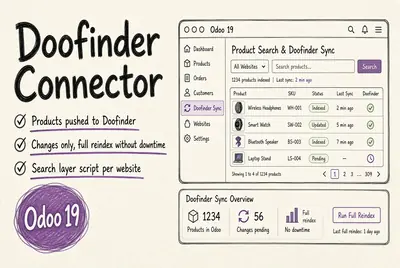 Doofinder
Connector
Products pushed to Doofinder
Changes only, full reindex without downtime
Search layer script per website
Odoo 19
Odoo 19
Dashboard
Products
Orders
Customers
Doofinder Sync
Websites
Settings
Product Search & Doofinder Sync
All Websites
Search products...
Search
1234 products indexed | Last sync: 2 min ago
Product SKU Status Last Sync Doofinder
Wireless Headphones WH-001 Indexed 2 min ago
Smart Watch SW-002 Updated 5 min ago
Bluetooth Speaker BS-003 Indexed 7 min ago
Laptop Stand LS-004 Pending —
Showing 1 to 4 of 1234 products
1 2 3 ... 309
Doofinder Sync Overview
1234
Products in Odoo
56
Changes pending
Full reindex
No downtime
Run Full Reindex
Last full reindex: 1 day ago